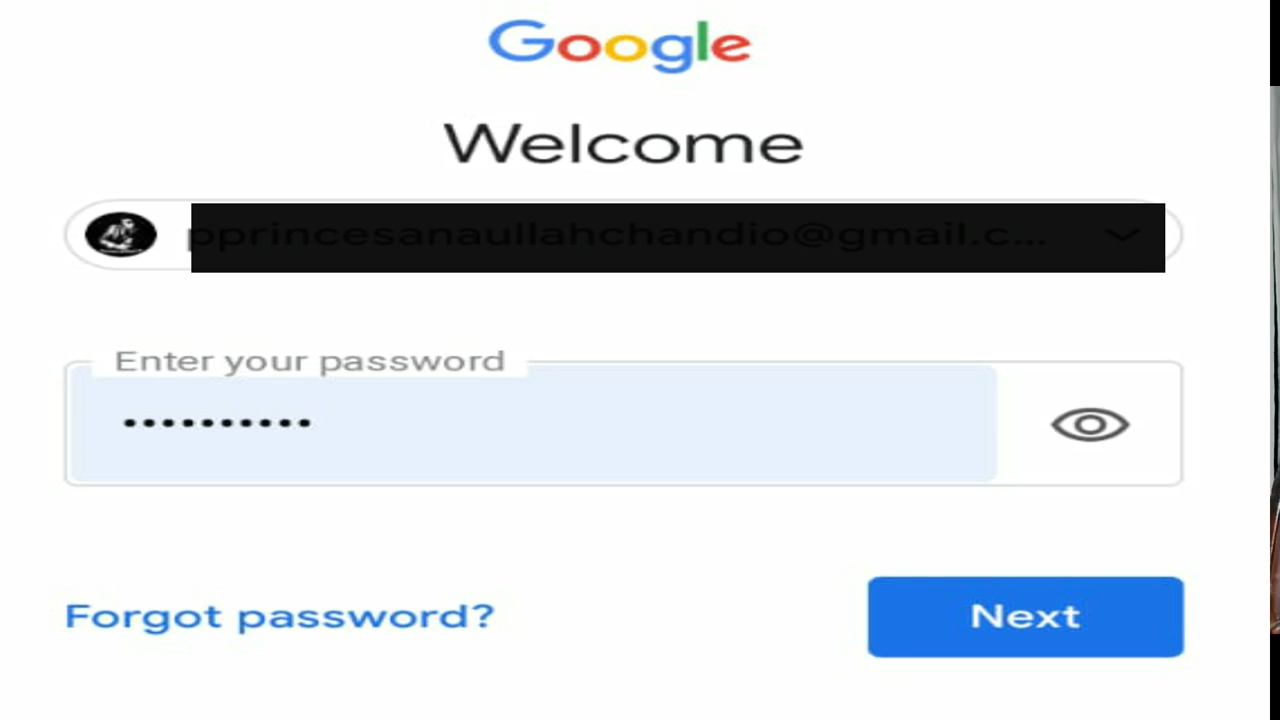 Google
Welcome
Enter your password
••••••••••
Forgot password?
Next